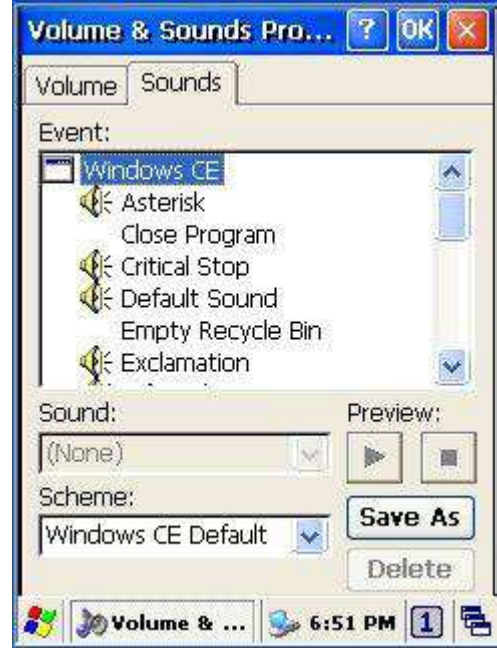 Volume & Sounds Pro... ? OK
Volume Sounds
Event:
Windows CE
Asterisk
Close Program
Critical Stop
Default Sound
Empty Recycle Bin
Exclamation
Sound: Preview:
(None)
Scheme:
Windows CE Default Save As
Delete
Volume & ... 6:51 PM 1